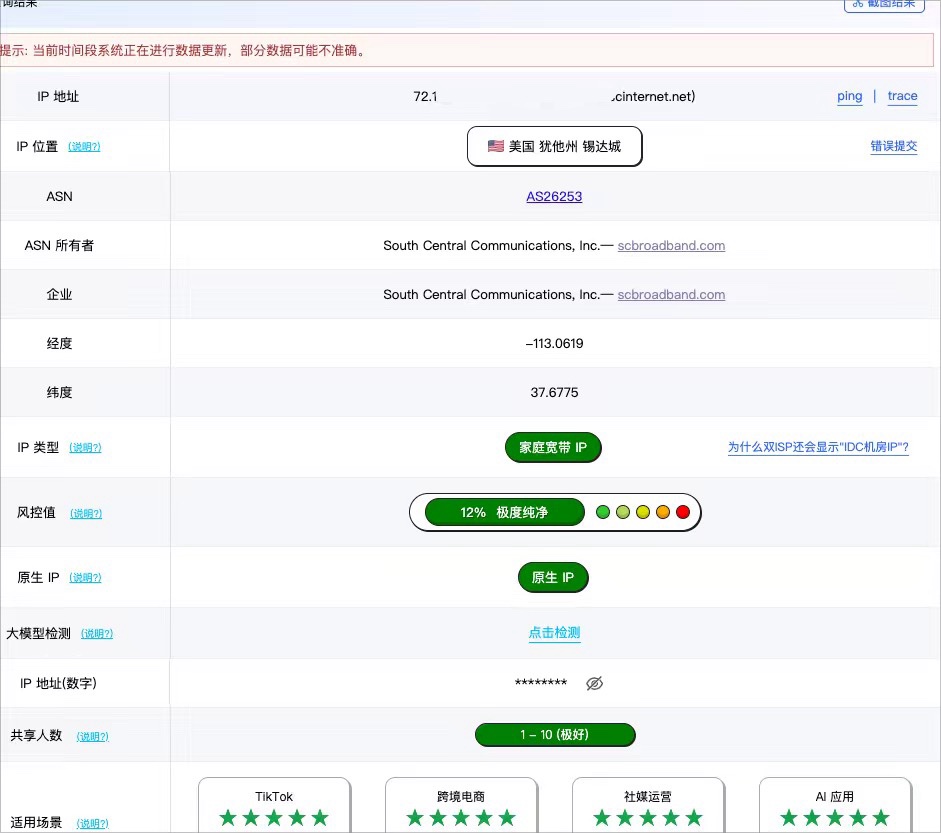 询结果
截图结果
提示: 当前时间段系统正在进行数据更新，部分数据可能不准确。
IP 地址 72.1 cinternet.net) ping | trace
IP 位置 (说明?) 美国 犹他州 锡达城 错误提交
ASN AS26253
ASN 所有者 South Central Communications, Inc.— scbroadband.com
企业 South Central Communications, Inc.— scbroadband.com
经度 -113.0619
纬度 37.6775
IP 类型 (说明?) 家庭宽带 IP 为什么双ISP还会显示"IDC机房IP"?
风控值 (说明?) 12% 极度纯净
原生 IP (说明?) 原生 IP
大模型检测 (说明?) 点击检测
IP 地址(数字) ********
共享人数 (说明?) 1 - 10 (极好)
TikTok 跨境电商 社媒运营 AI 应用
适用场景 (说明?) ★★★★★ ★★★★★ ★★★★★ ★★★★★